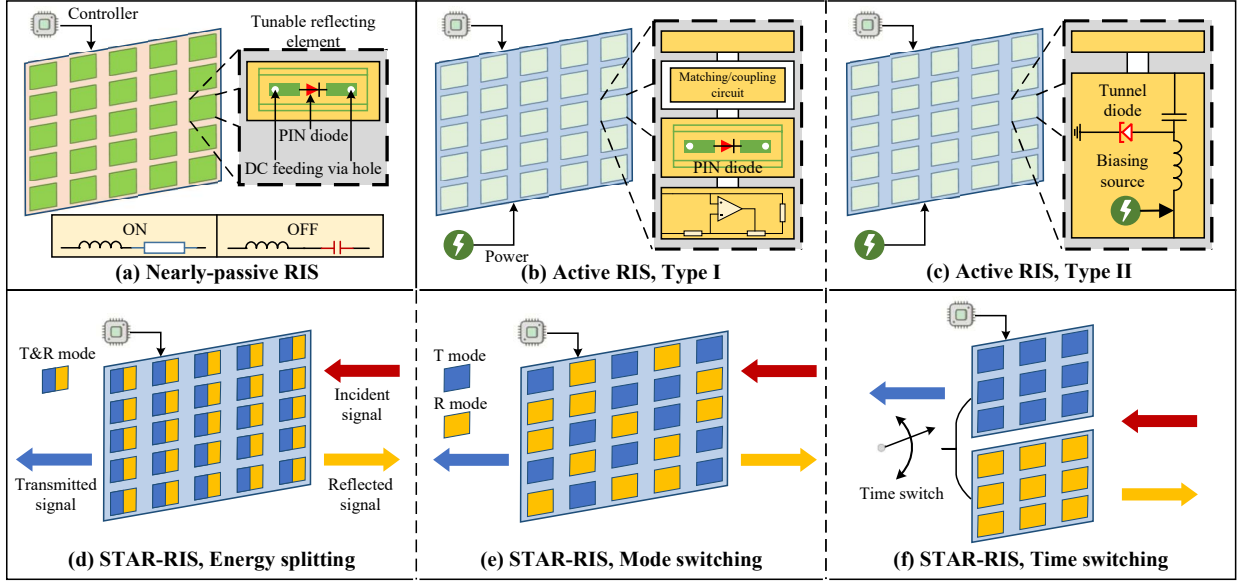 Controller
Tunable reflecting
element
PIN diode
DC feeding via hole
ON
OFF
(a) Nearly-passive RIS
Matching/coupling
circuit
PIN diode
Power
(b) Active RIS, Type I
Tunnel
diode
Biasing
source
(c) Active RIS, Type II
T&R mode
Incident
signal
Transmitted
signal
Reflected
signal
(d) STAR-RIS, Energy splitting
T mode
R mode
(e) STAR-RIS, Mode switching
Time switch
(f) STAR-RIS, Time switching